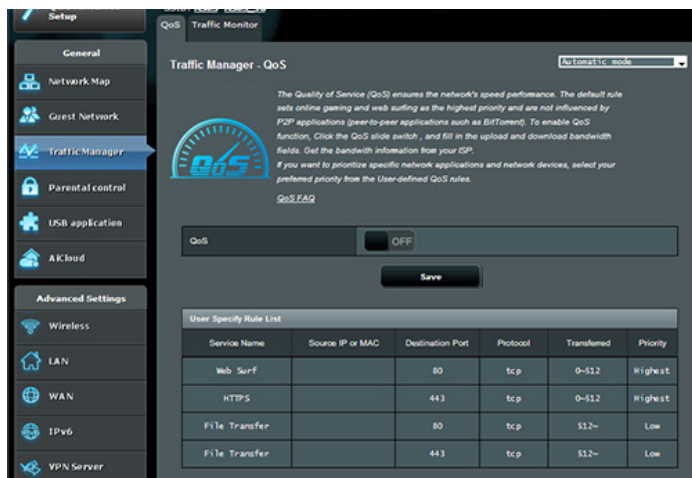 Setup
QoS Traffic Monitor
General
Network Map
Guest Network
Traffic Manager
Parental control
USB application
AiCloud
Advanced Settings
Wireless
LAN
WAN
IPv6
VPN Server
Traffic Manager - QoS
Automatic mode
The Quality of Service (QoS) ensures the network's speed performance. The default rule
sets online gaming and web surfing as the highest priority and are not influenced by
P2P applications (peer-to-peer applications such as BitTorrent). To enable QoS
function, Click the QoS slide switch , and fill in the upload and download bandwidth
fields. Get the bandwith information from your ISP.
If you want to prioritize specific network applications and network devices, select your
preferred priority from the User-defined QoS rules.
QoS
QoS FAQ
QoS OFF
Save
User Specify Rule List
Service Name Source IP or MAC Destination Port Protocol Transferred Priority
Web Surf 80 tcp 0~512 Highest
HTTPS 443 tcp 0~512 Highest
File Transfer 80 tcp 512~ Low
File Transfer 443 tcp 512~ Low